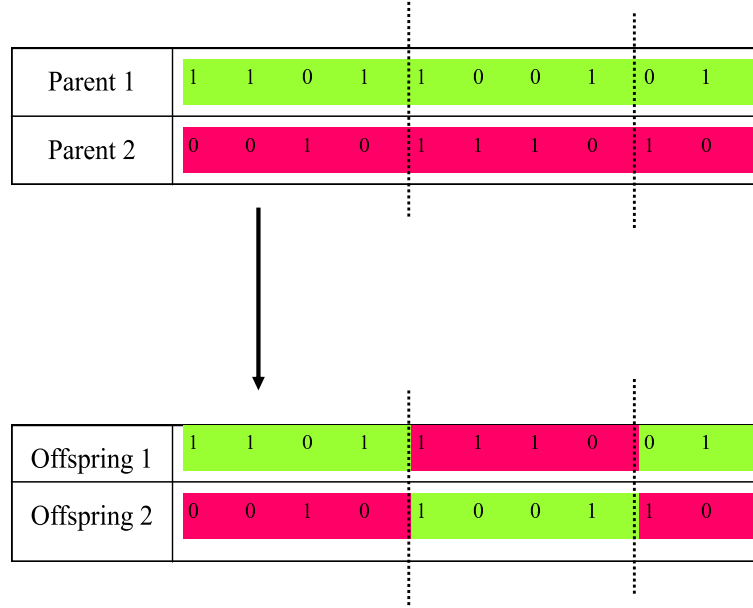 Parent 1 1 1 0 1 1 0 0 1 0 1
Parent 2 0 0 1 0 1 1 1 0 1 0
Offspring 1 1 1 0 1 1 1 1 0 0 1
Offspring 2 0 0 1 0 1 0 0 1 1 0